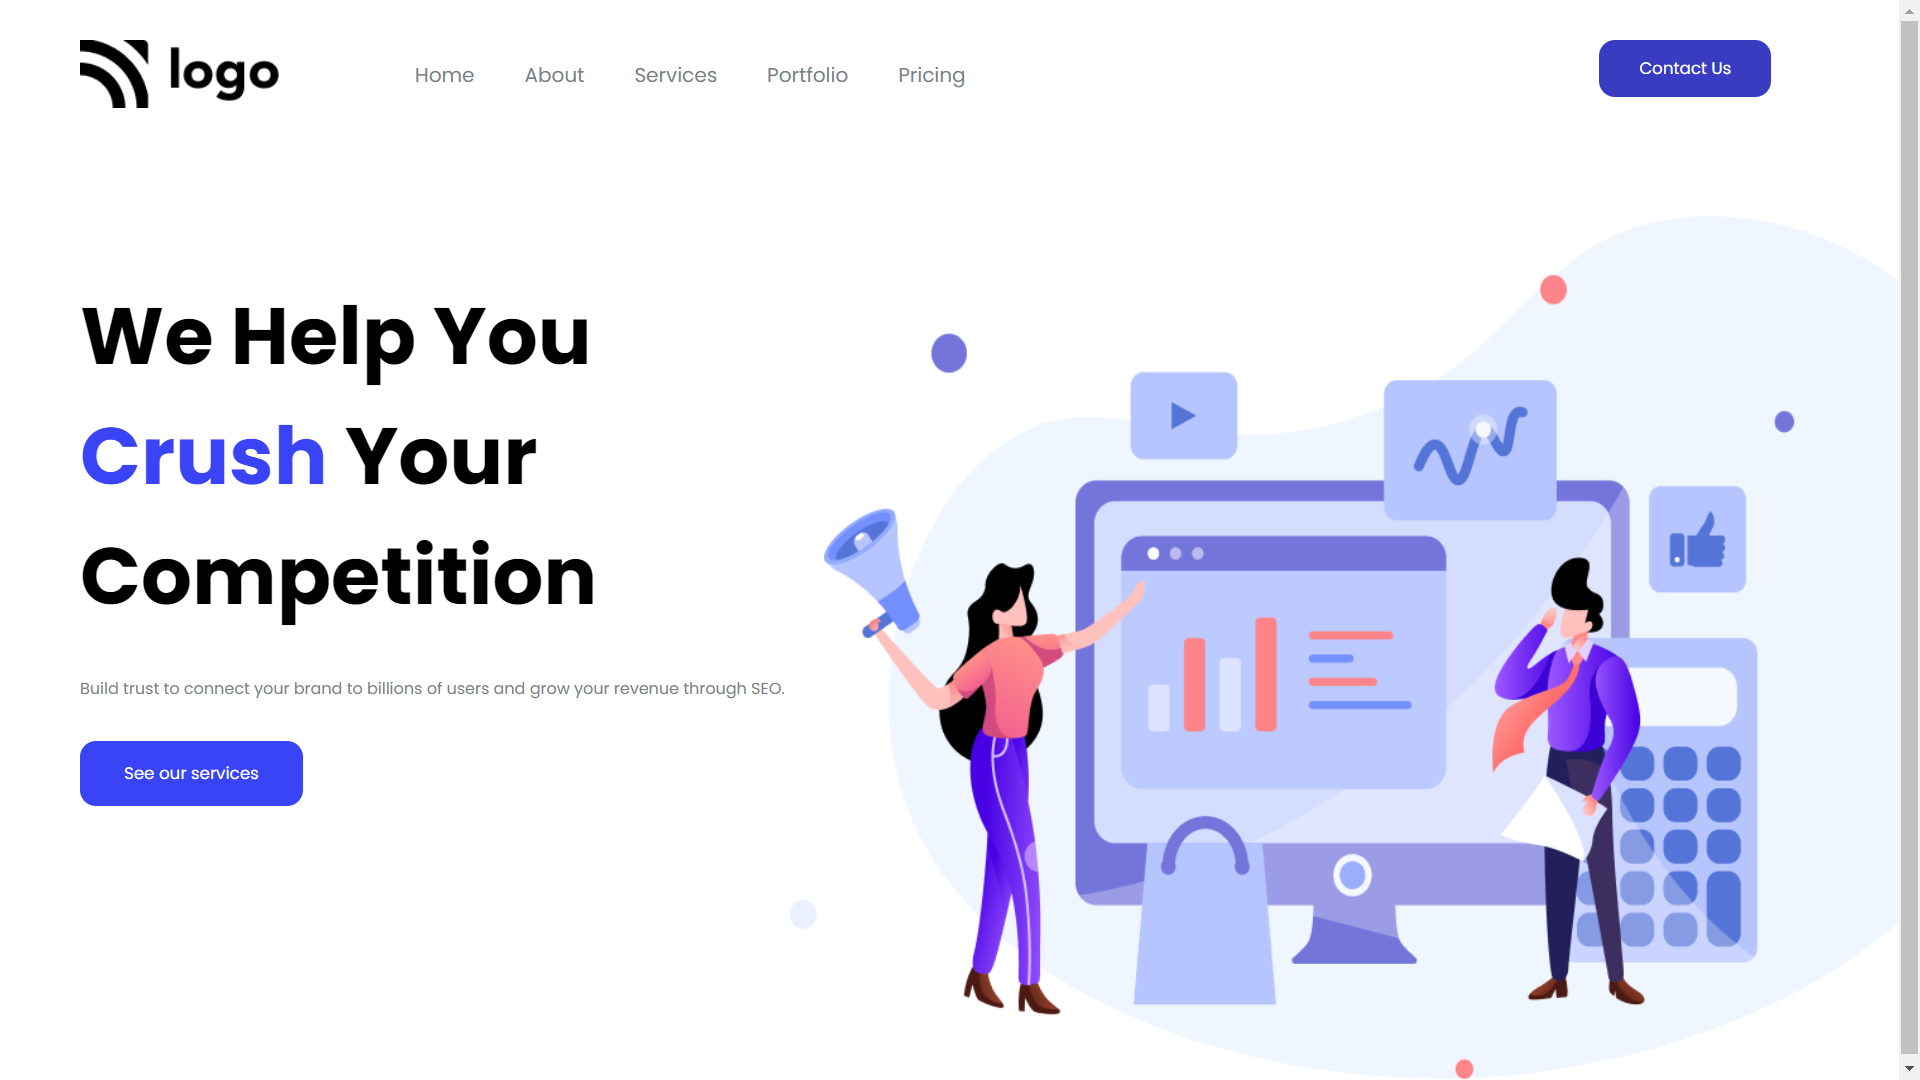 logo
Home About Services Portfolio Pricing
Contact Us
We Help You
Crush Your
Competition
Build trust to connect your brand to billions of users and grow your revenue through SEO.
See our services